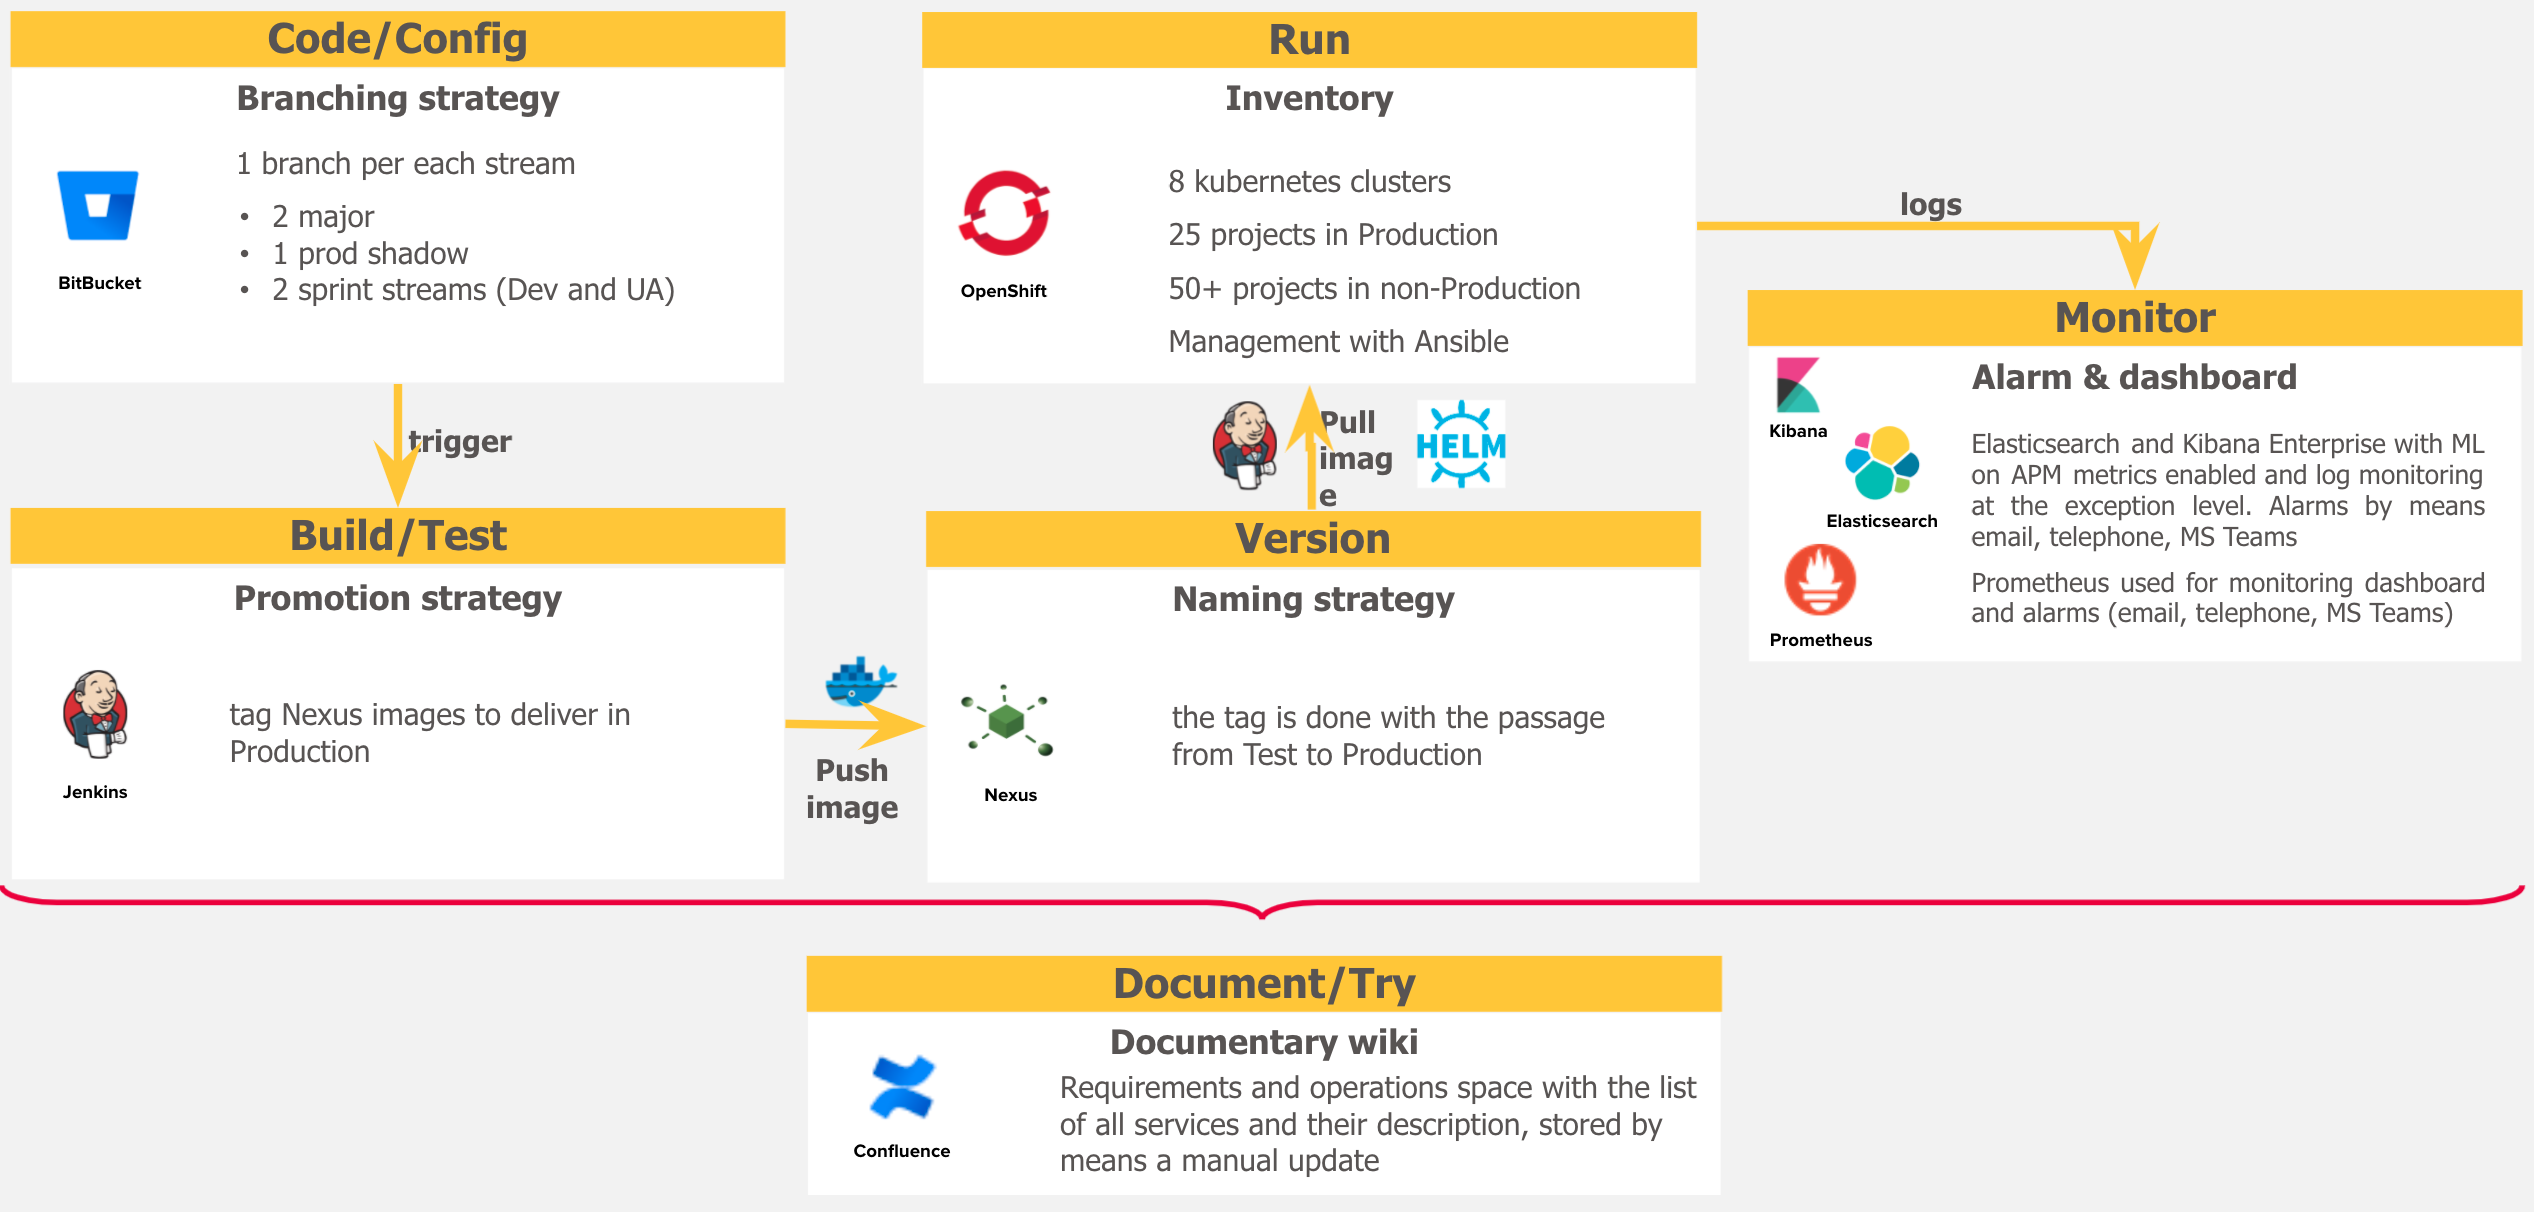 Code/Config
Branching strategy
1 branch per each stream
• 2 major
• 1 prod shadow
• 2 sprint streams (Dev and UA)
BitBucket
trigger
Build/Test
Promotion strategy
tag Nexus images to deliver in
Production
Jenkins
Push
image
Version
Naming strategy
the tag is done with the passage
from Test to Production
Nexus
Pull
imag
e
HELM
Run
Inventory
8 kubernetes clusters
25 projects in Production
50+ projects in non-Production
Management with Ansible
OpenShift
logs
Monitor
Alarm & dashboard
Kibana
Elasticsearch
Prometheus
Elasticsearch and Kibana Enterprise with ML
on APM metrics enabled and log monitoring
at the exception level. Alarms by means
email, telephone, MS Teams
Prometheus used for monitoring dashboard
and alarms (email, telephone, MS Teams)
Document/Try
Documentary wiki
Requirements and operations space with the list
of all services and their description, stored by
means a manual update
Confluence